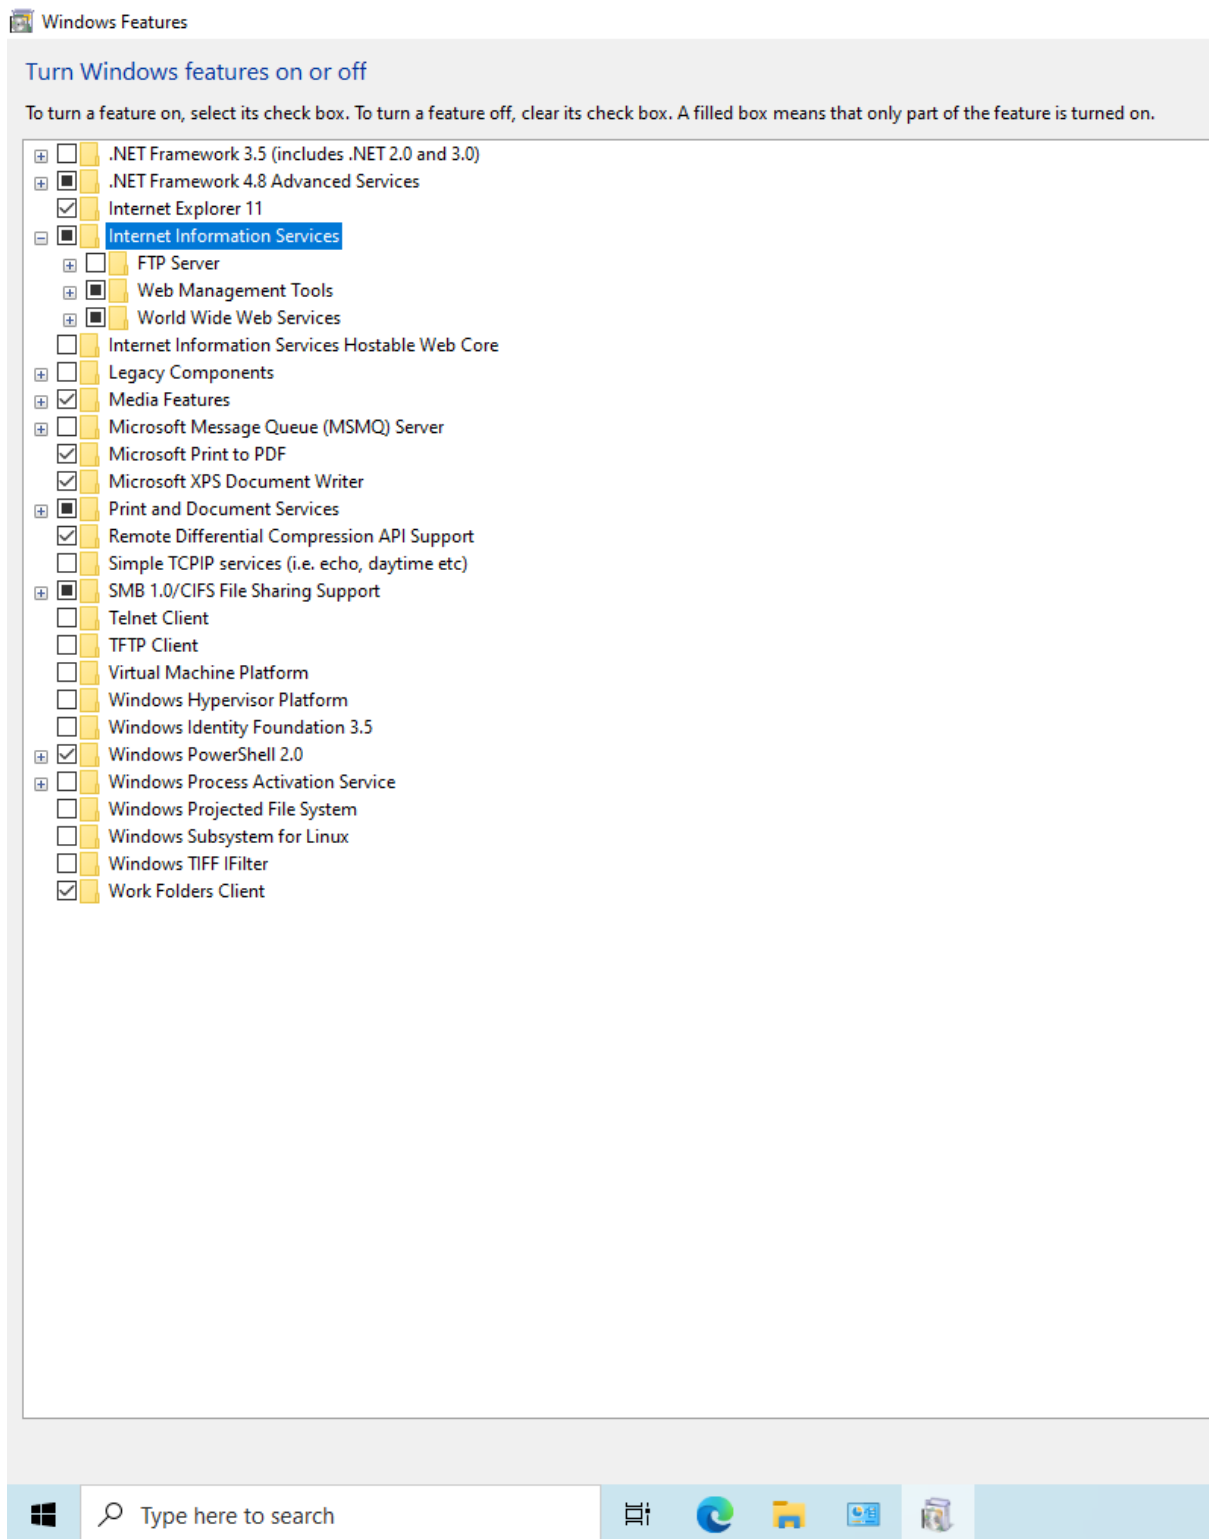 Windows Features
Turn Windows features on or off
To turn a feature on, select its check box. To turn a feature off, clear its check box. A filled box means that only part of the feature is turned on.
.NET Framework 3.5 (includes .NET 2.0 and 3.0)
.NET Framework 4.8 Advanced Services
Internet Explorer 11
Internet Information Services
FTP Server
Web Management Tools
World Wide Web Services
Internet Information Services Hostable Web Core
Legacy Components
Media Features
Microsoft Message Queue (MSMQ) Server
Microsoft Print to PDF
Microsoft XPS Document Writer
Print and Document Services
Remote Differential Compression API Support
Simple TCPIP services (i.e. echo, daytime etc)
SMB 1.0/CIFS File Sharing Support
Telnet Client
TFTP Client
Virtual Machine Platform
Windows Hypervisor Platform
Windows Identity Foundation 3.5
Windows PowerShell 2.0
Windows Process Activation Service
Windows Projected File System
Windows Subsystem for Linux
Windows TIFF IFilter
Work Folders Client
Type here to search